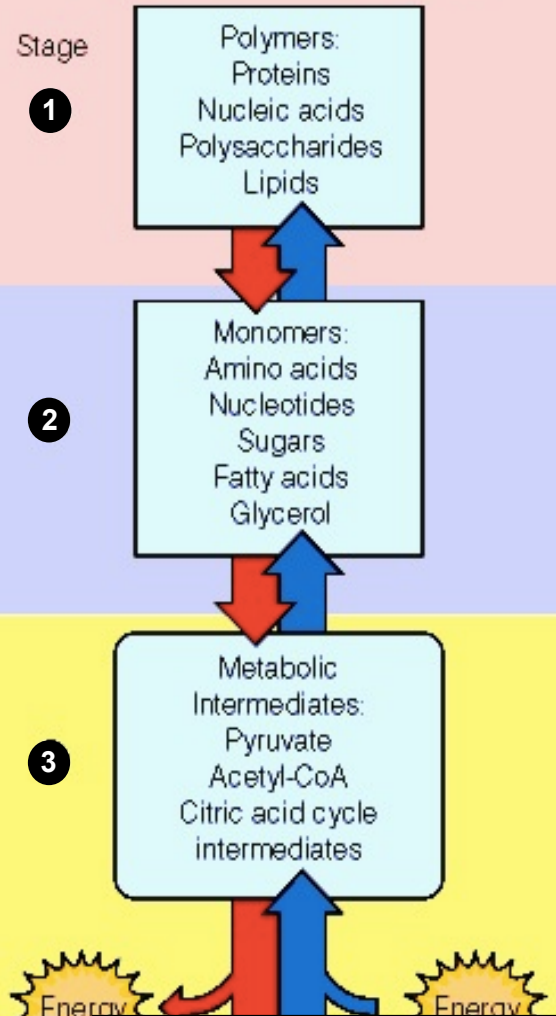 Stage
1
Polymers:
Proteins
Nucleic acids
Polysaccharides
Lipids
2
Monomers:
Amino acids
Nucleotides
Sugars
Fatty acids
Glycerol
3
Metabolic
Intermediates:
Pyruvate
Acetyl-CoA
Citric acid cycle
intermediates
Energy
Energy